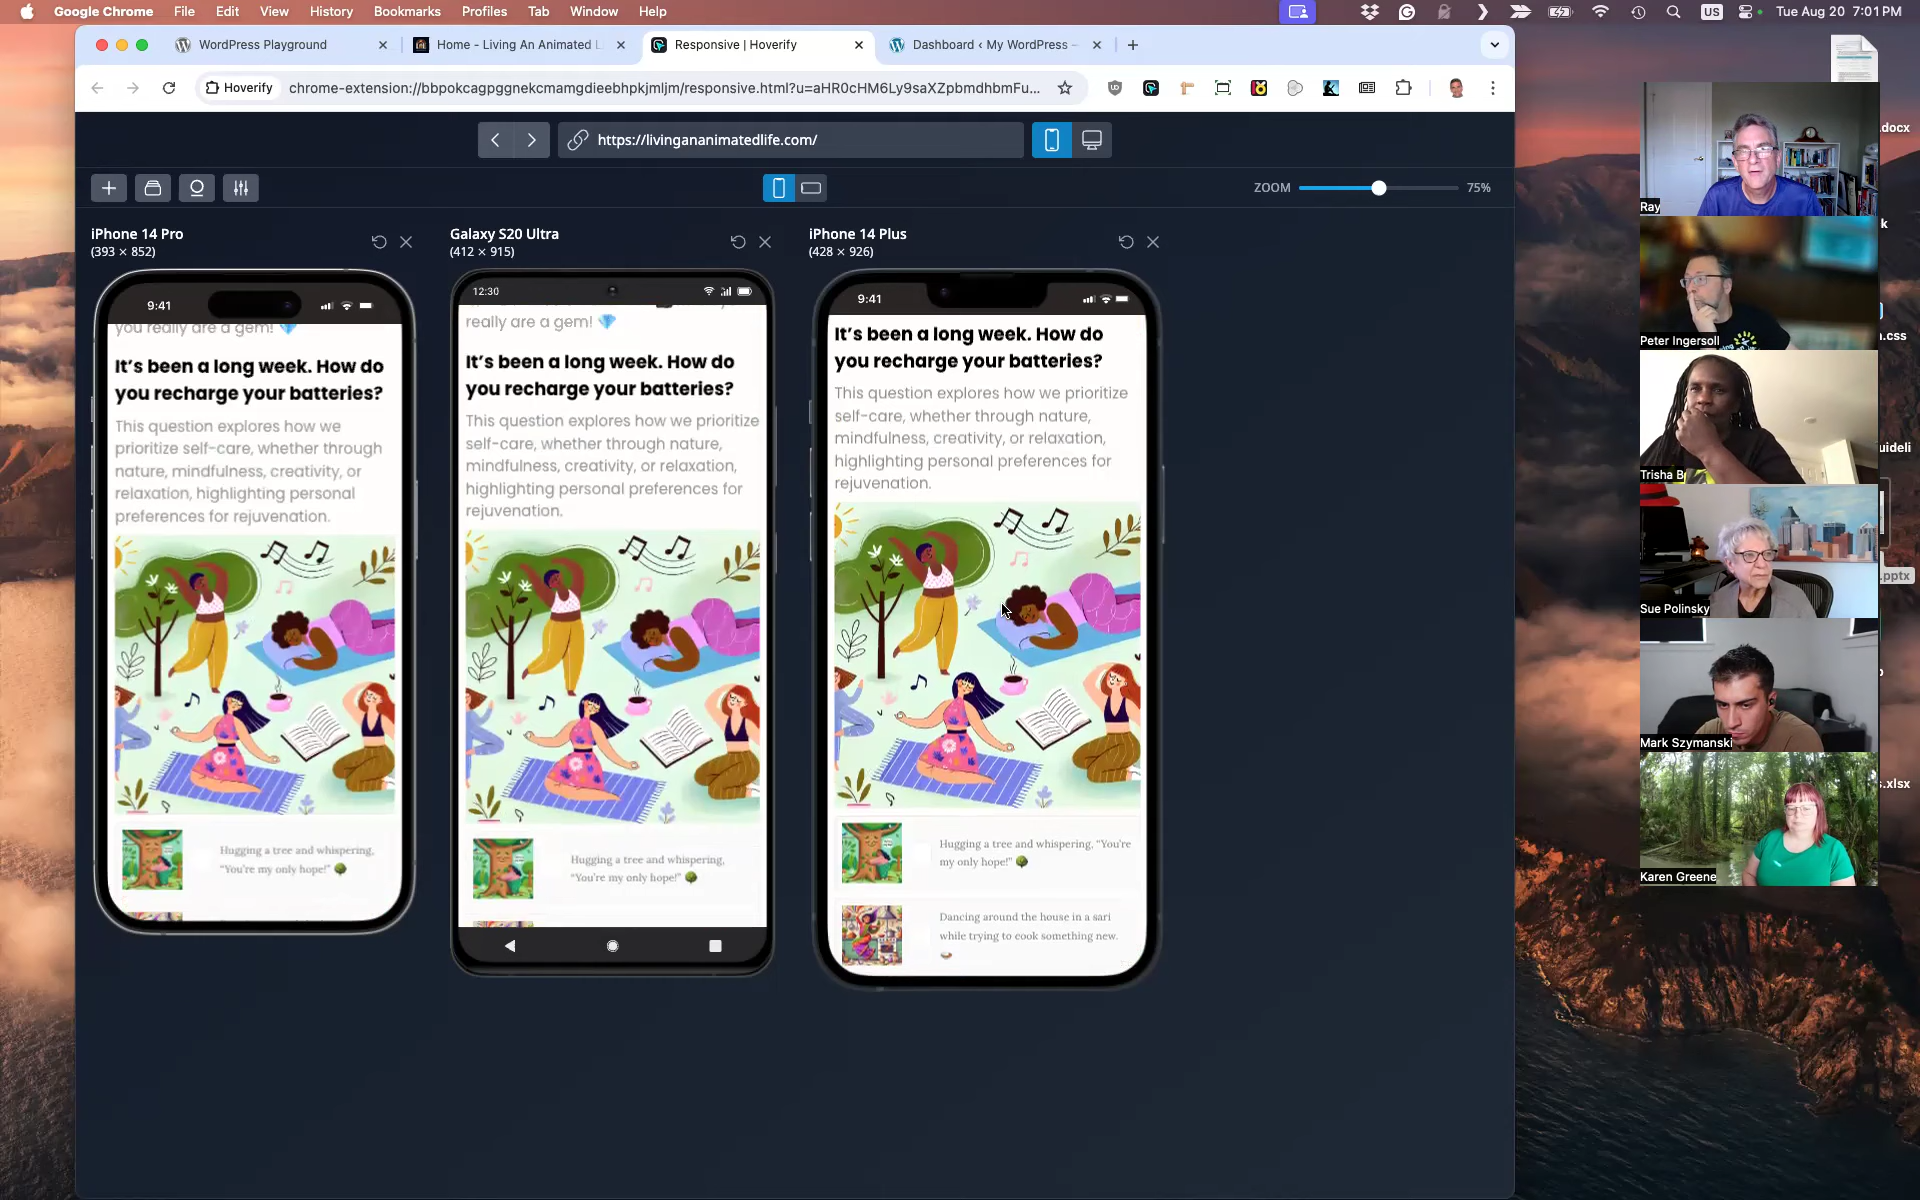 Google Chrome File Edit View History Bookmarks Profiles Tab Window Help US Tue Aug 20 7:01 PM
WordPress Playground Home - Living An Animated L Responsive | Hoverify Dashboard ‹ My WordPress –
Hoverify chrome-extension://bbpokcagpggnekcmamgdieebhpkjmljm/responsive.html?u=aHR0cHM6Ly9saXZpbmdhbmFu...
https://livingananimatedlife.com/
ZOOM 75%
iPhone 14 Pro
(393 × 852)
9:41
you really are a gem! 💎
It's been a long week. How do
you recharge your batteries?
This question explores how we
prioritize self-care, whether through
nature, mindfulness, creativity, or
relaxation, highlighting personal
preferences for rejuvenation.
Hugging a tree and whispering,
"You're my only hope!" 🌳
Galaxy S20 Ultra
(412 × 915)
12:30
really are a gem! 💎
It's been a long week. How do
you recharge your batteries?
This question explores how we prioritize
self-care, whether through nature,
mindfulness, creativity, or relaxation,
highlighting personal preferences for
rejuvenation.
Hugging a tree and whispering,
"You're my only hope!" 🌳
iPhone 14 Plus
(428 × 926)
9:41
It's been a long week. How do
you recharge your batteries?
This question explores how we prioritize
self-care, whether through nature,
mindfulness, creativity, or relaxation,
highlighting personal preferences for
rejuvenation.
Hugging a tree and whispering, "You're
my only hope!" 🌳
Dancing around the house in a sari
while trying to cook something new.
Ray
Peter Ingersoll
Trisha B
Sue Polinsky
Mark Szymanski
Karen Greene
.docx
k
.css
uideli
.pptx
s.xlsx